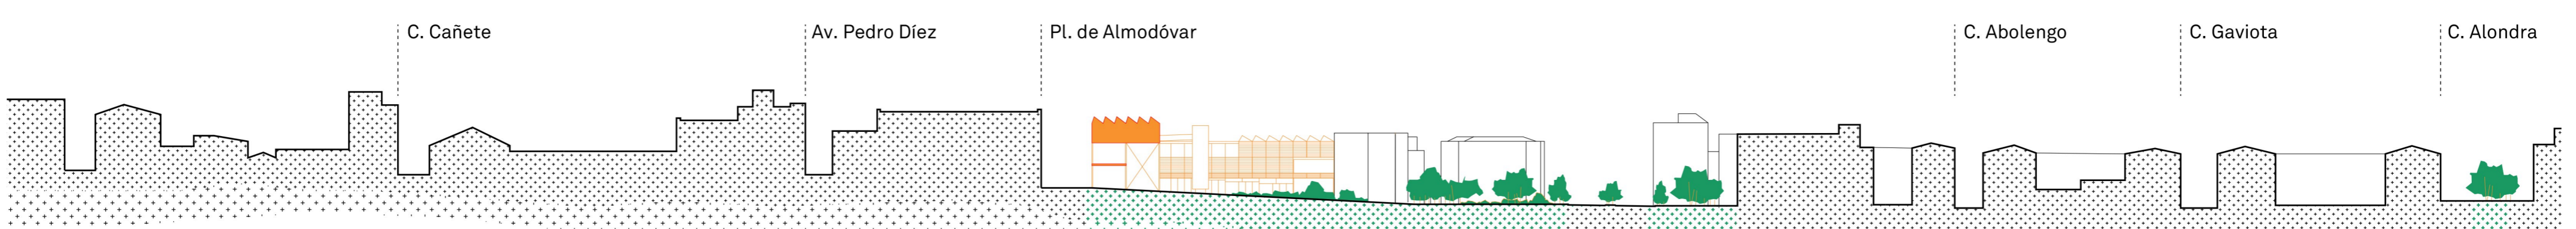 C. Cañete
Av. Pedro Díez
Pl. de Almodóvar
C. Abolengo
C. Gaviota
C. Alondra